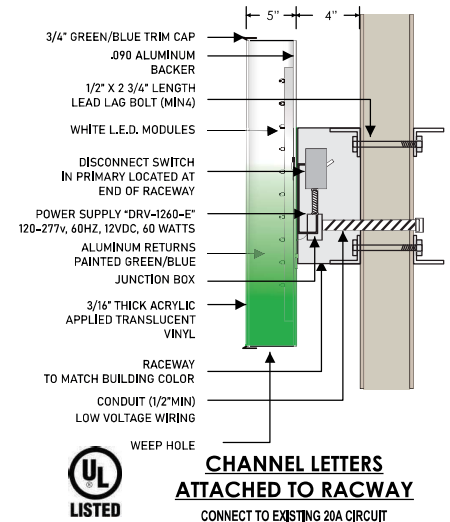 5"
4"
3/4" GREEN/BLUE TRIM CAP
.090 ALUMINUM
BACKER
1/2" X 2 3/4" LENGTH
LEAD LAG BOLT (MIN4)
WHITE L.E.D. MODULES
DISCONNECT SWITCH
IN PRIMARY LOCATED AT
END OF RACEWAY
POWER SUPPLY "DRV-1260-E"
120-277v, 60HZ, 12VDC, 60 WATTS
ALUMINUM RETURNS
PAINTED GREEN/BLUE
JUNCTION BOX
3/16" THICK ACRYLIC
APPLIED TRANSLUCENT
VINYL
RACEWAY
TO MATCH BUILDING COLOR
CONDUIT (1/2"MIN)
LOW VOLTAGE WIRING
WEEP HOLE
UL
LISTED
CHANNEL LETTERS
ATTACHED TO RACWAY
CONNECT TO EXISTING 20A CIRCUIT